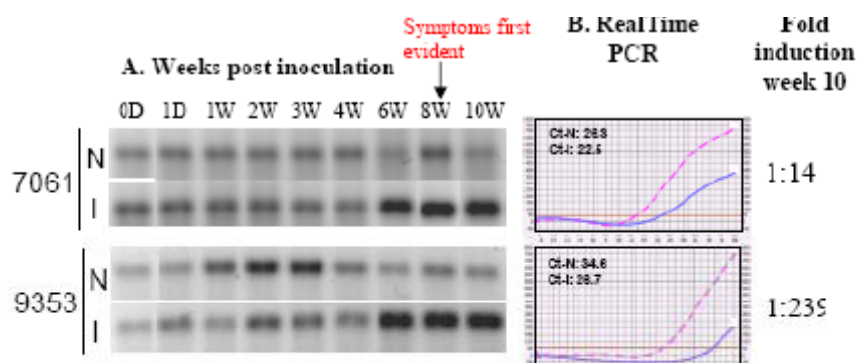 Symptoms first
evident
A. Weeks post inoculation
B. Real Time
PCR
Fold
induction
week 10
0D 1D 1W 2W 3W 4W 6W 8W 10W
7061
N
I
Ct-N: 26.3
Ct-I: 22.5
1:14
9353
N
I
Ct-N: 34.6
Ct-I: 26.7
1:239